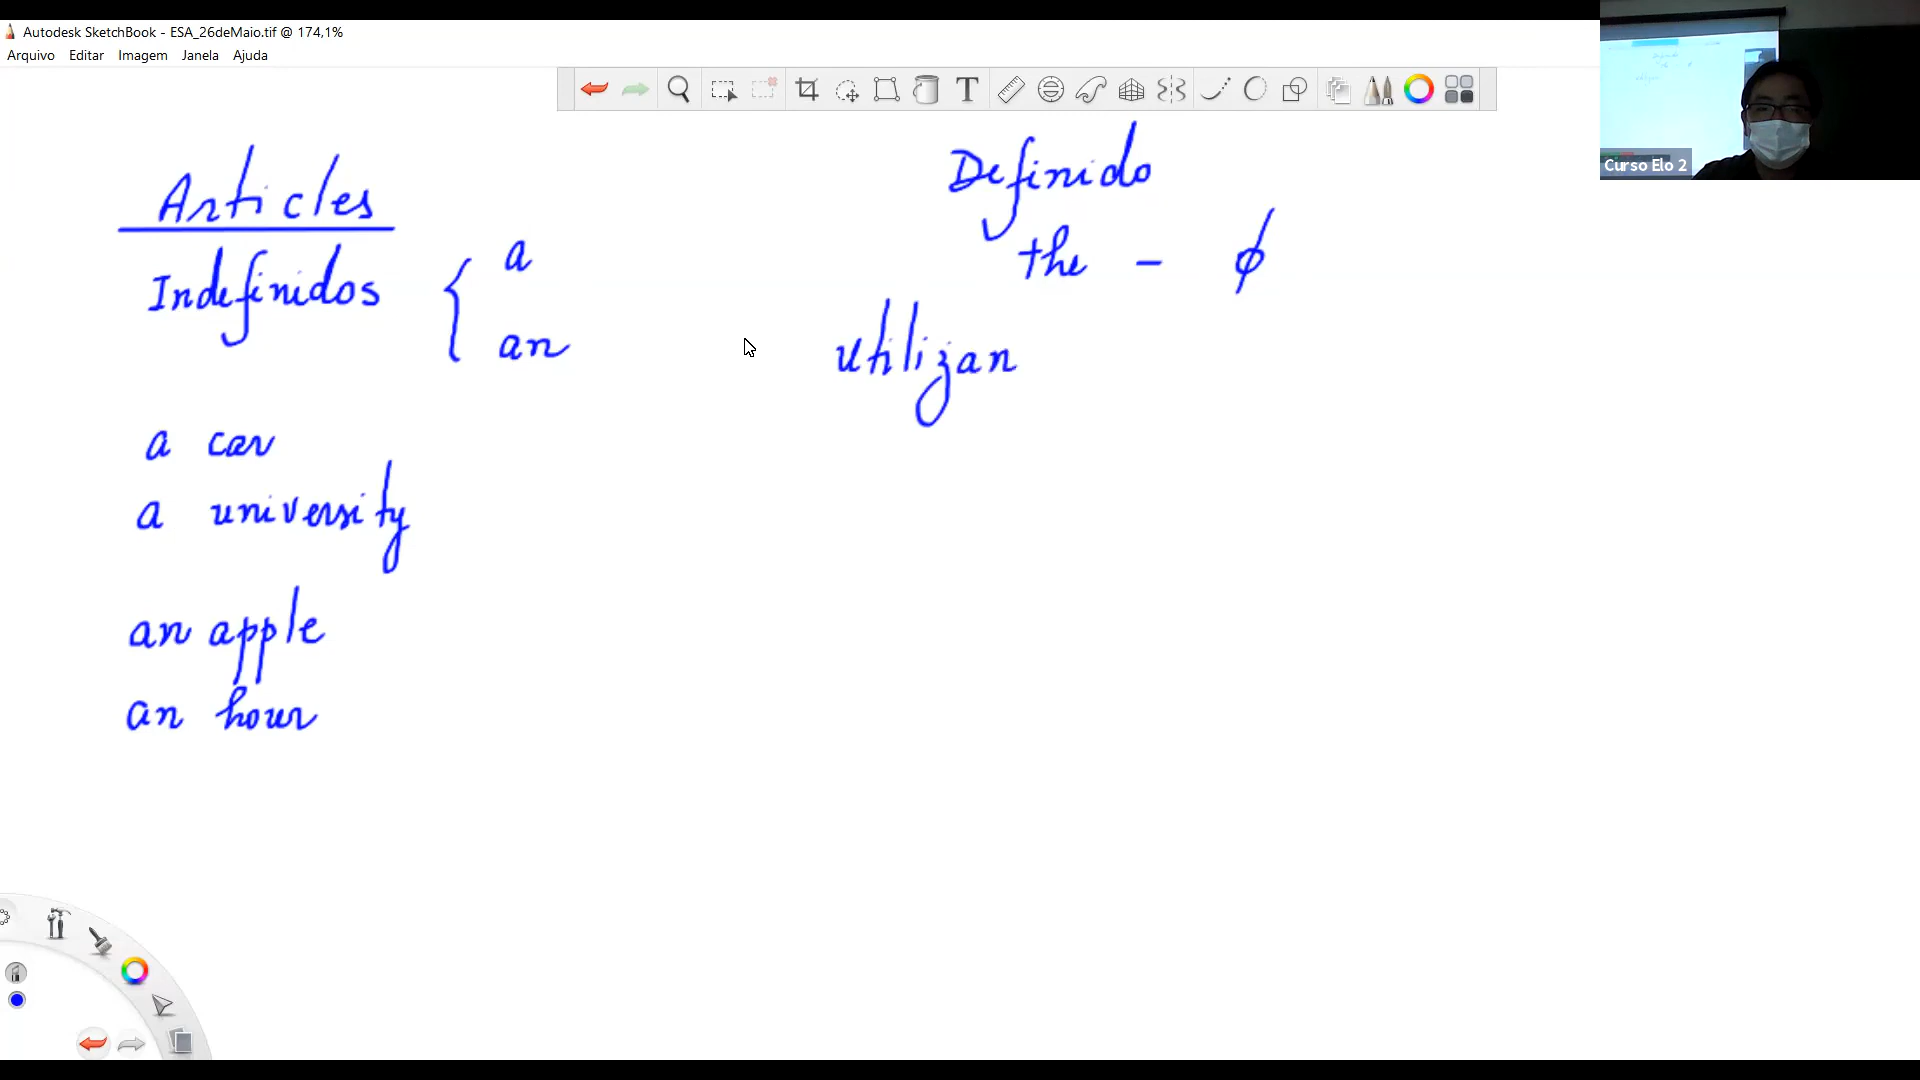 Autodesk SketchBook - ESA_26deMaio.tif @ 174,1%
Arquivo Editar Imagem Janela Ajuda
Curso Elo 2
Articles
Indefinidos { a
an
a car
a university
an apple
an hour
Definido
the - ϕ
utilizan